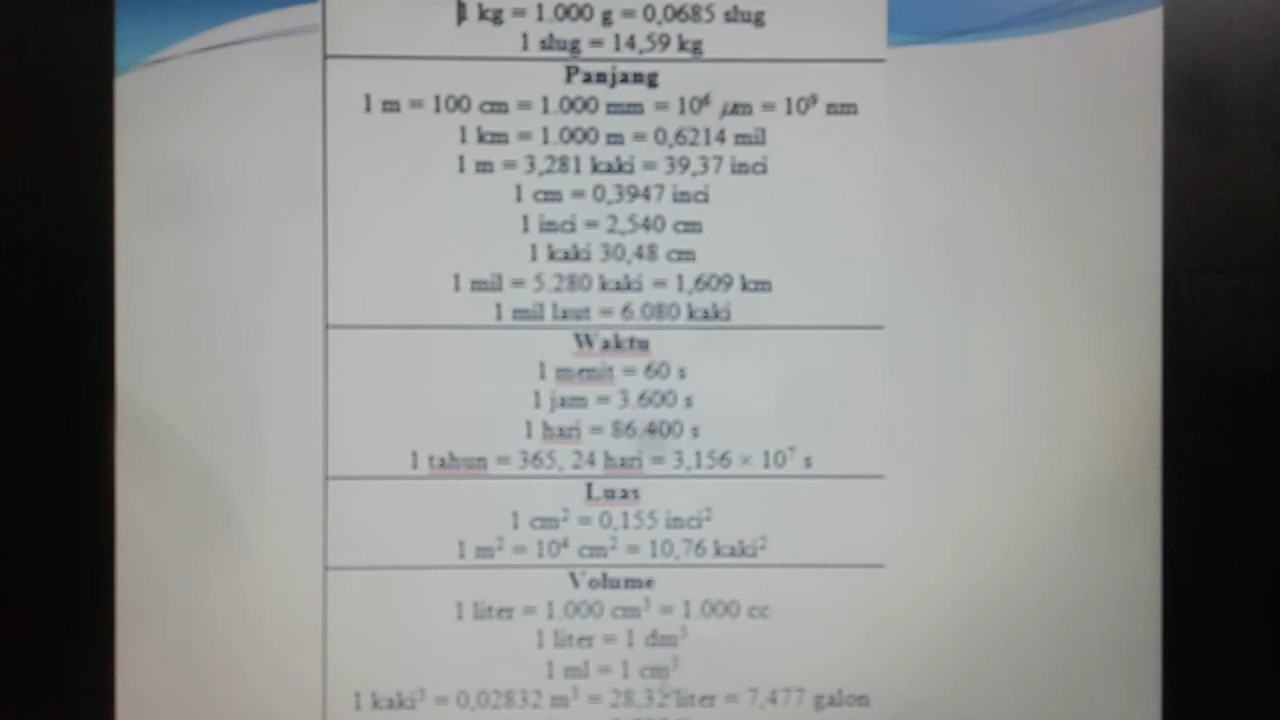 1 kg = 1.000 g = 0,0685 slug
1 slug = 14,59 kg
Panjang
1 m = 100 cm = 1.000 mm = 10⁶ μm = 10⁹ nm
1 km = 1.000 m = 0,6214 mil
1 m = 3,281 kaki = 39,37 inci
1 cm = 0,3947 inci
1 inci = 2,540 cm
1 kaki 30,48 cm
1 mil = 5.280 kaki = 1,609 km
1 mil laut = 6.080 kaki
Waktu
1 menit = 60 s
1 jam = 3.600 s
1 hari = 86.400 s
1 tahun = 365, 24 hari = 3,156 × 10⁷ s
Luas
1 cm² = 0,155 inci²
1 m² = 10⁴ cm² = 10,76 kaki²
Volume
1 liter = 1.000 cm³ = 1.000 cc
1 liter = 1 dm³
1 ml = 1 cm³
1 kaki³ = 0,02832 m³ = 28,32 liter = 7,477 galon